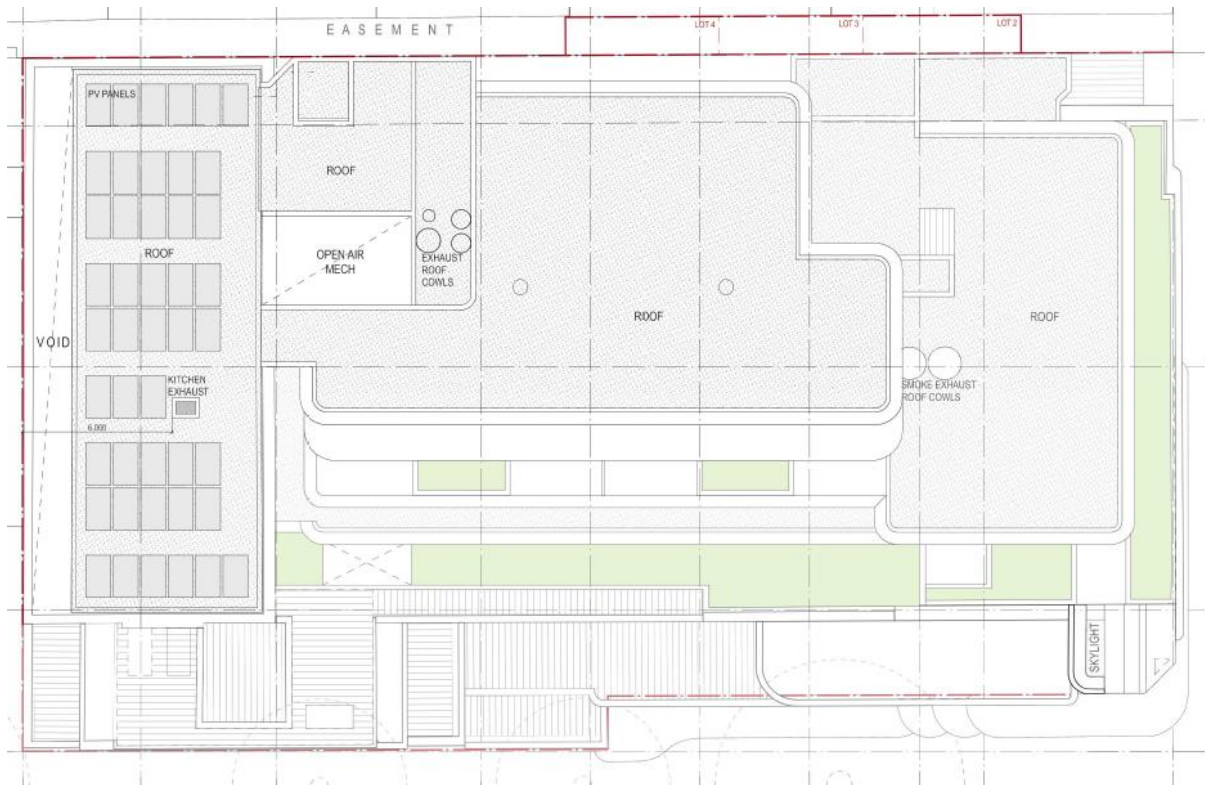 EASEMENT
LOT 4
LOT 3
LOT 2
PV PANELS
ROOF
ROOF
OPEN AIR
MECH
EXHAUST
ROOF
COWLS
ROOF
ROOF
VOID
KITCHEN
EXHAUST
6.000
SMOKE EXHAUST
ROOF COWLS
SKYLIGHT